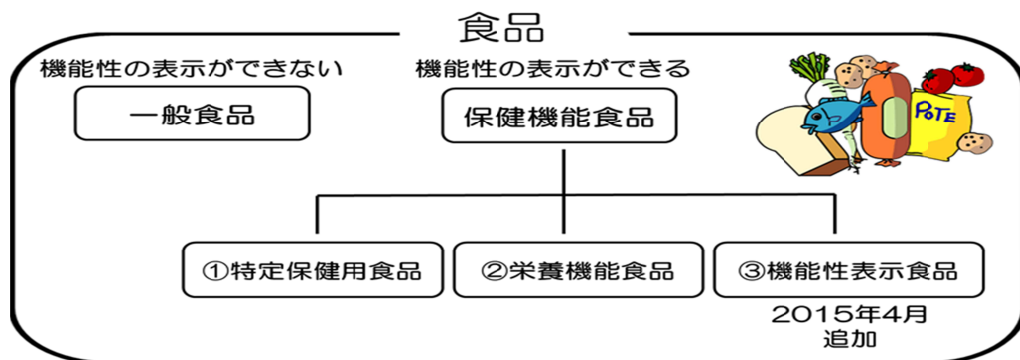 食品
機能性の表示ができない
一般食品
機能性の表示ができる
保健機能食品
PoTE
①特定保健用食品
②栄養機能食品
③機能性表示食品
2015年4月
追加